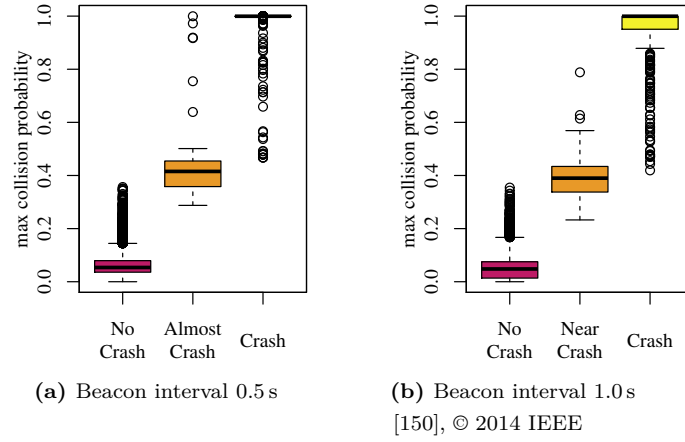 max collision probability
1.0
0.8
0.6
0.4
0.2
0.0
No
Crash
Almost
Crash
Crash
(a) Beacon interval 0.5 s
max collision probability
1.0
0.8
0.6
0.4
0.2
0.0
No
Crash
Near
Crash
Crash
(b) Beacon interval 1.0 s
[150], © 2014 IEEE